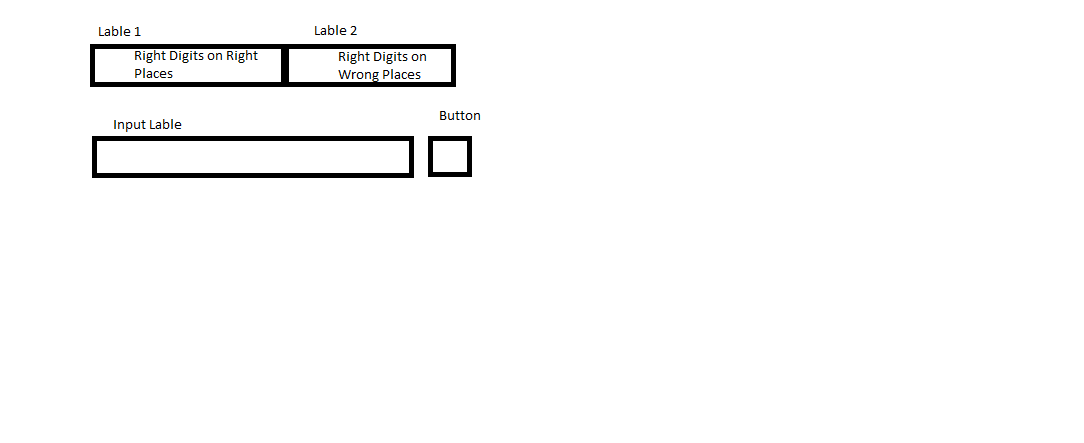 Lable 1
Lable 2
Right Digits on Right
Places
Right Digits on
Wrong Places
Input Lable
Button